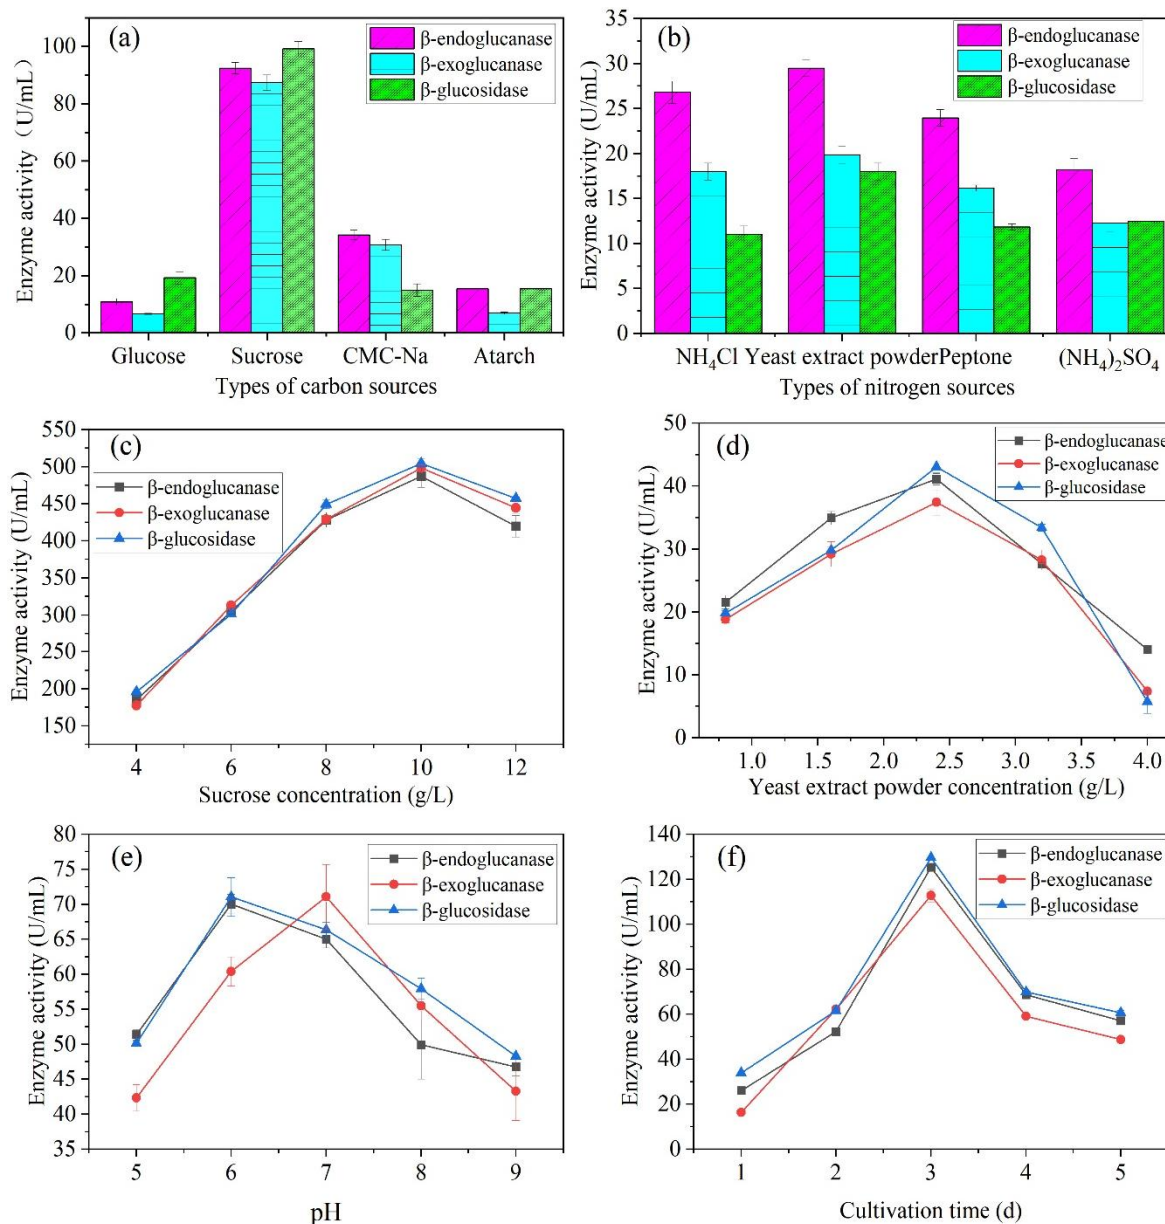 (a)
β-endoglucanase
β-exoglucanase
β-glucosidase
Enzyme activity（U/mL）
100
80
60
40
20
0
Glucose Sucrose CMC-Na Atarch
Types of carbon sources
(b)
β-endoglucanase
β-exoglucanase
β-glucosidase
Enzyme activity (U/mL)
35
30
25
20
15
10
5
0
NH₄Cl Yeast extract powderPeptone (NH₄)₂SO₄
Types of nitrogen sources
(c)
β-endoglucanase
β-exoglucanase
β-glucosidase
Enzyme activity (U/mL)
550
500
450
400
350
300
250
200
150
4 6 8 10 12
Sucrose concentration (g/L)
(d)
β-endoglucanase
β-exoglucanase
β-glucosidase
Enzyme activity (U/mL)
50
40
30
20
10
0
1.0 1.5 2.0 2.5 3.0 3.5 4.0
Yeast extract powder concentration (g/L)
(e)
β-endoglucanase
β-exoglucanase
β-glucosidase
Enzyme activity (U/mL)
80
75
70
65
60
55
50
45
40
35
5 6 7 8 9
pH
(f)
β-endoglucanase
β-exoglucanase
β-glucosidase
Enzyme activity (U/mL)
140
120
100
80
60
40
20
0
1 2 3 4 5
Cultivation time (d)